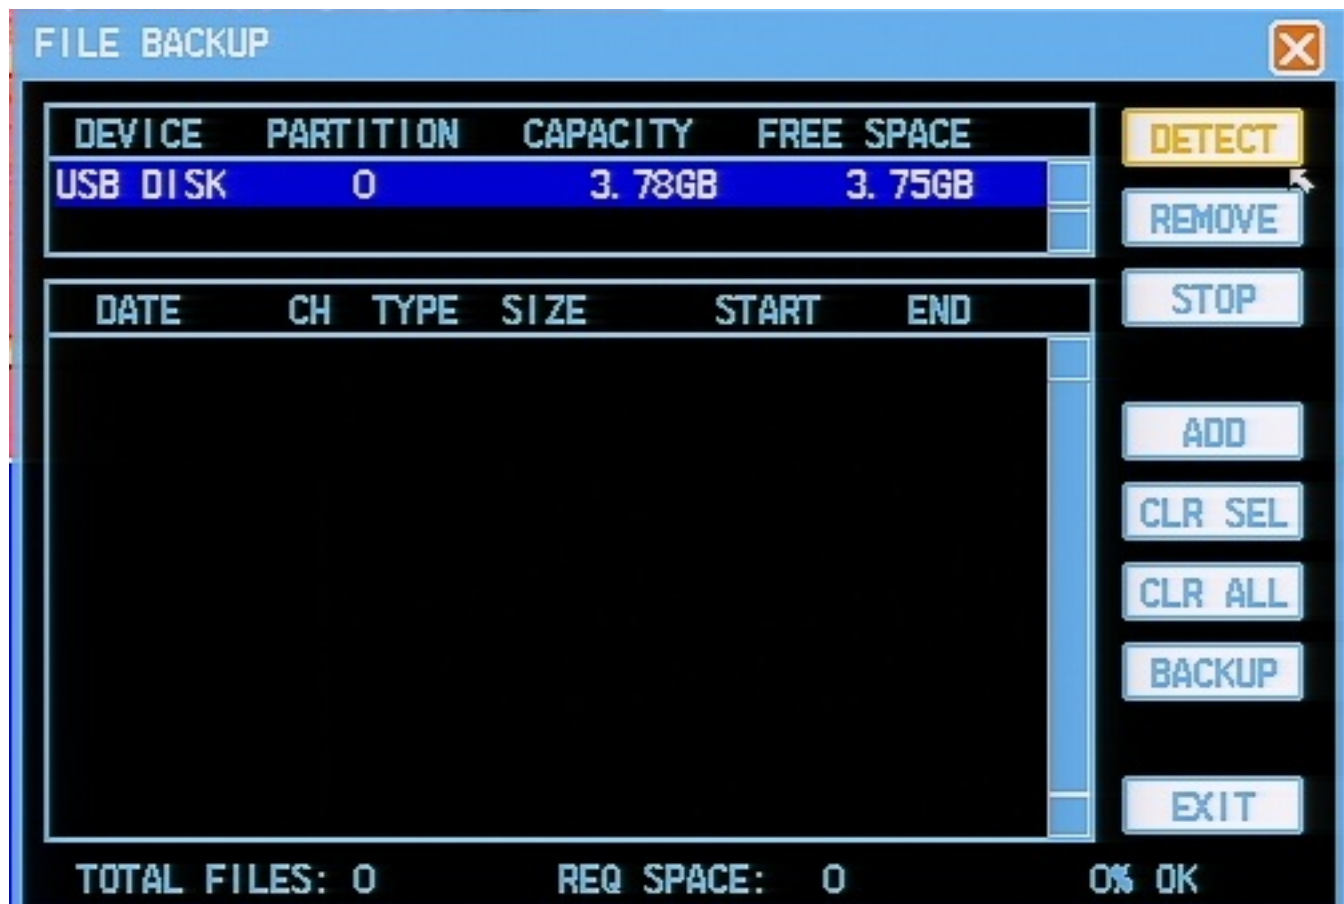 FILE BACKUP
DEVICE PARTITION CAPACITY FREE SPACE
DETECT
USB DISK 0 3.78GB 3.75GB
REMOVE
DATE CH TYPE SIZE START END
STOP
ADD
CLR SEL
CLR ALL
BACKUP
EXIT
TOTAL FILES: 0 REQ SPACE: 0 0% OK